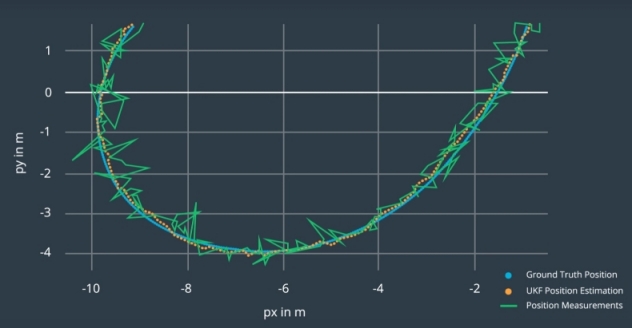 1
0
-1
-2
-3
-4
py in m
-10
-8
-6
-4
-2
px in m
Ground Truth Position
UKF Position Estimation
Position Measurements